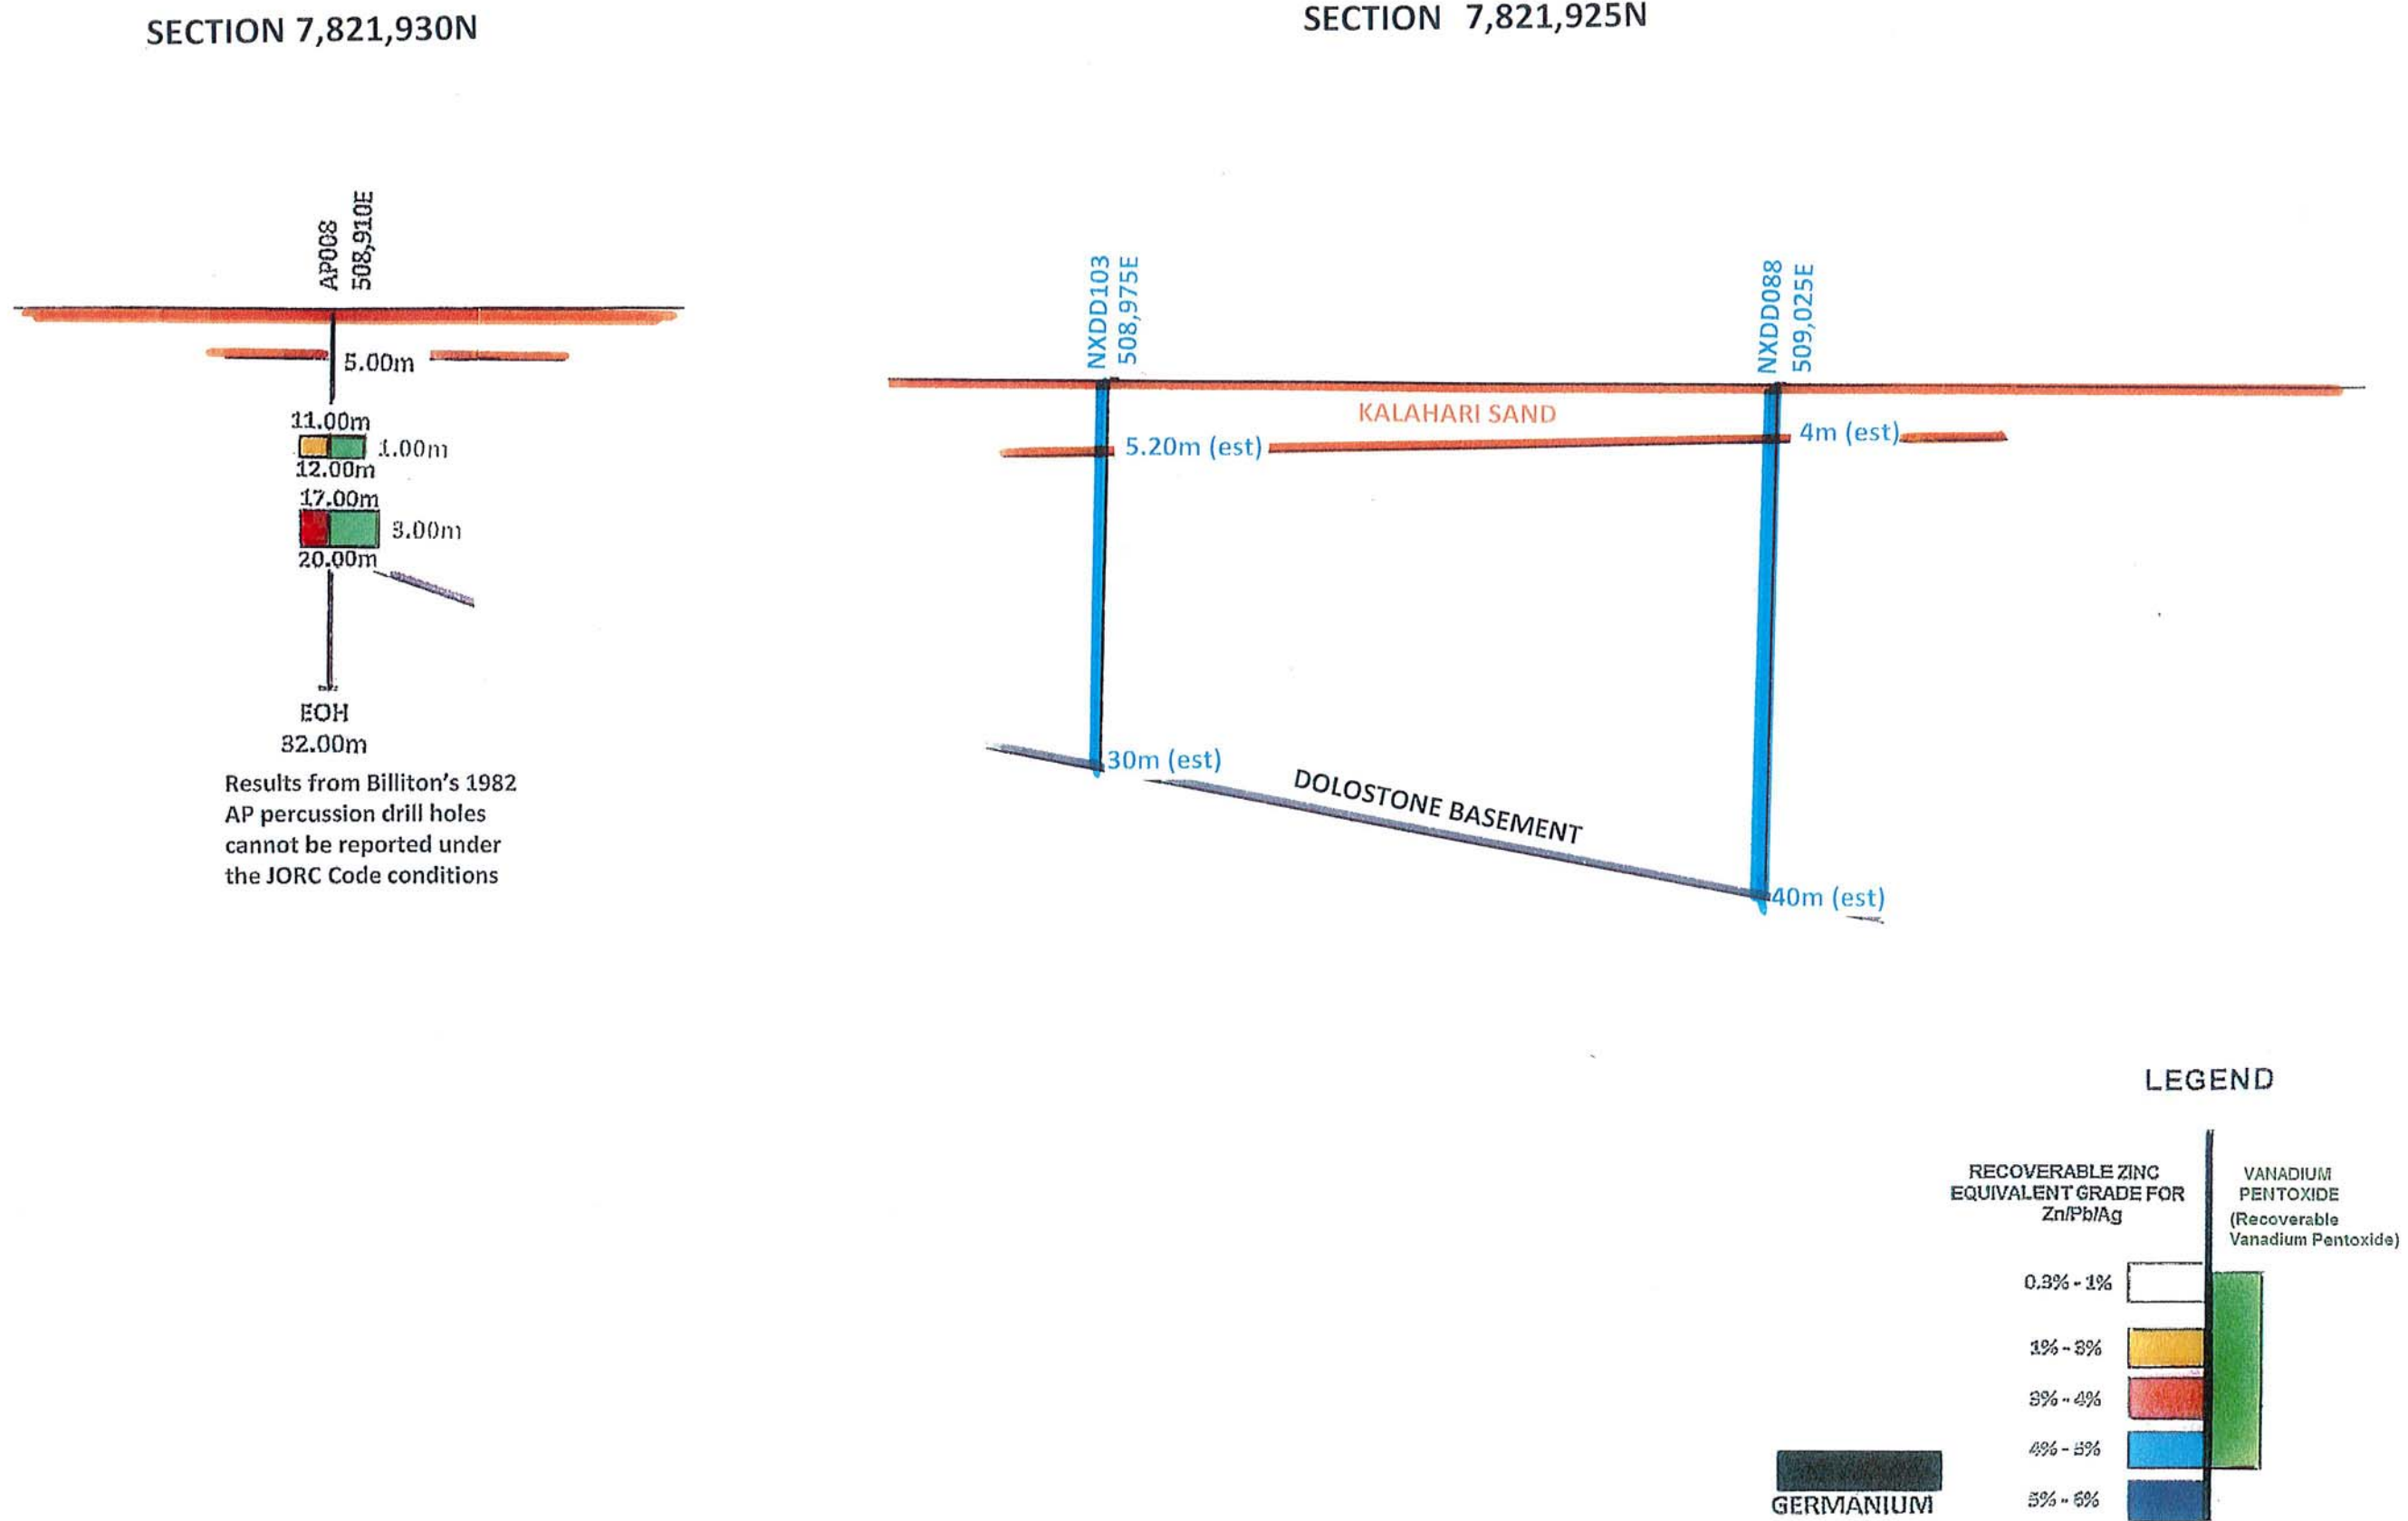 SECTION 7,821,930N
SECTION 7,821,925N
AP008
508,910E
5.00m
11.00m
1.00m
12.00m
17.00m
3.00m
20.00m
EOH
32.00m
Results from Billiton's 1982
AP percussion drill holes
cannot be reported under
the JORC Code conditions
NXDD103
508,975E
NXDD088
509,025E
KALAHARI SAND
5.20m (est)
4m (est)
30m (est)
DOLOSTONE BASEMENT
40m (est)
LEGEND
RECOVERABLE ZINC
EQUIVALENT GRADE FOR
Zn/Pb/Ag
VANADIUM
PENTOXIDE
(Recoverable
Vanadium Pentoxide)
0.3% - 1%
1% - 3%
3% - 4%
4% - 5%
5% - 6%
GERMANIUM